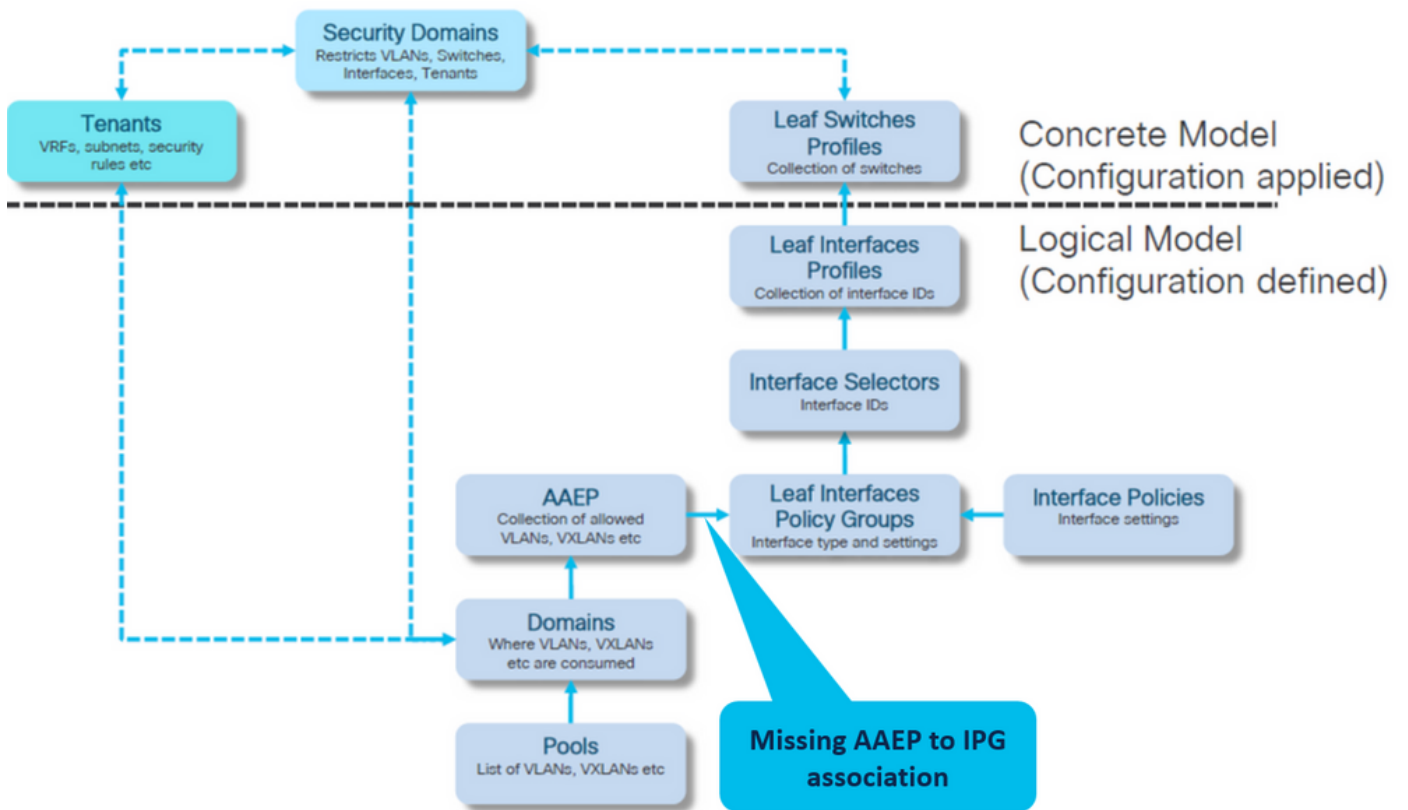 Security Domains
Restricts VLANs, Switches,
Interfaces, Tenants
Tenants
VRFs, subnets, security
rules etc
Leaf Switches
Profiles
Collection of switches
Concrete Model
(Configuration applied)
Leaf Interfaces
Profiles
Collection of interface IDs
Logical Model
(Configuration defined)
Interface Selectors
Interface IDs
AAEP
Collection of allowed
VLANs, VXLANs etc
Leaf Interfaces
Policy Groups
Interface type and settings
Interface Policies
Interface settings
Domains
Where VLANs, VXLANs
etc are consumed
Pools
List of VLANs, VXLANs etc
Missing AAEP to IPG
association